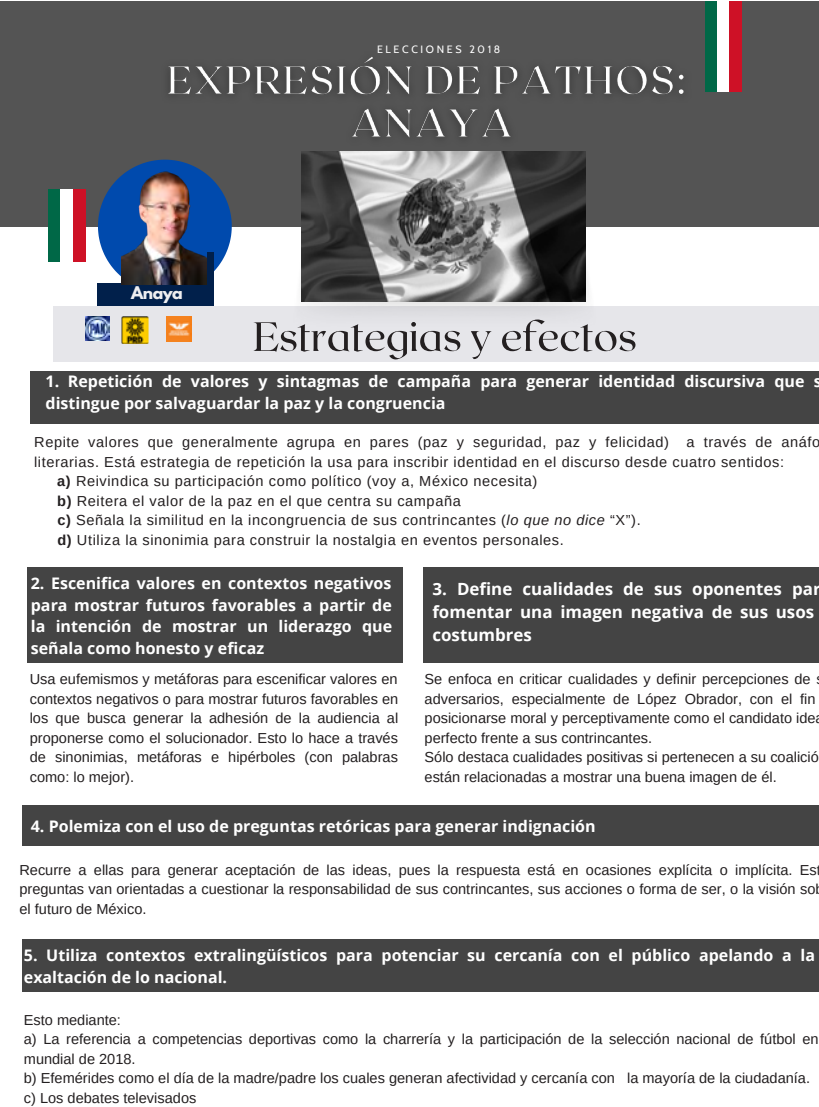 ELECCIONES 2018
EXPRESIÓN DE PATHOS:
ANAYA
Anaya
PAN
PRD
Estrategias y efectos
1. Repetición de valores y sintagmas de campaña para generar identidad discursiva que s
distingue por salvaguardar la paz y la congruencia
Repite valores que generalmente agrupa en pares (paz y seguridad, paz y felicidad) a través de anáfo
literarias. Está estrategia de repetición la usa para inscribir identidad en el discurso desde cuatro sentidos:
a) Reivindica su participación como político (voy a, México necesita)
b) Reitera el valor de la paz en el que centra su campaña
c) Señala la similitud en la incongruencia de sus contrincantes (lo que no dice “X”).
d) Utiliza la sinonimia para construir la nostalgia en eventos personales.
2. Escenifica valores en contextos negativos
para mostrar futuros favorables a partir de
la intención de mostrar un liderazgo que
señala como honesto y eficaz
Usa eufemismos y metáforas para escenificar valores en
contextos negativos o para mostrar futuros favorables en
los que busca generar la adhesión de la audiencia al
proponerse como el solucionador. Esto lo hace a través
de sinonimias, metáforas e hipérboles (con palabras
como: lo mejor).
3. Define cualidades de sus oponentes par
fomentar una imagen negativa de sus usos
costumbres
Se enfoca en criticar cualidades y definir percepciones de s
adversarios, especialmente de López Obrador, con el fin
posicionarse moral y perceptivamente como el candidato idea
perfecto frente a sus contrincantes.
Sólo destaca cualidades positivas si pertenecen a su coalició
están relacionadas a mostrar una buena imagen de él.
4. Polemiza con el uso de preguntas retóricas para generar indignación
Recurre a ellas para generar aceptación de las ideas, pues la respuesta está en ocasiones explícita o implícita. Est
preguntas van orientadas a cuestionar la responsabilidad de sus contrincantes, sus acciones o forma de ser, o la visión sob
el futuro de México.
5. Utiliza contextos extralingüísticos para potenciar su cercanía con el público apelando a la
exaltación de lo nacional.
Esto mediante:
a) La referencia a competencias deportivas como la charrería y la participación de la selección nacional de fútbol en
mundial de 2018.
b) Efemérides como el día de la madre/padre los cuales generan afectividad y cercanía con la mayoría de la ciudadanía.
c) Los debates televisados